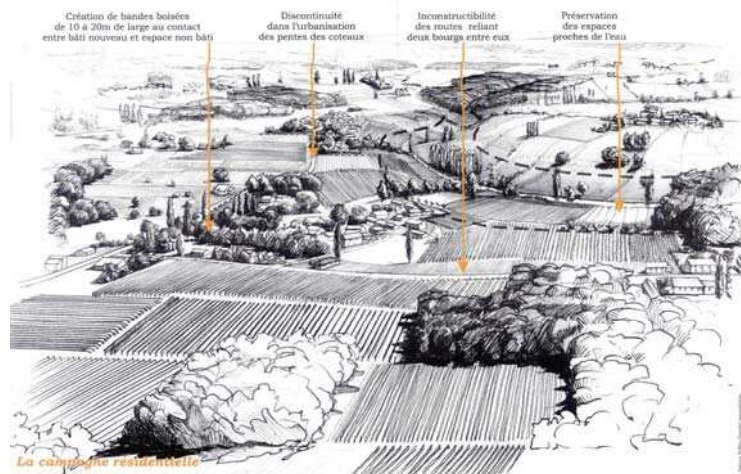 Création de bandes boisées
de 10 à 20m de large au contact
entre bâti nouveau et espace non bâti
Discontinuité
dans l'urbanisation
des pentes des coteaux
Inconstructibilité
des routes reliant
deux bourgs entre eux
Préservation
des espaces
proches de l'eau
La campagne résidentielle